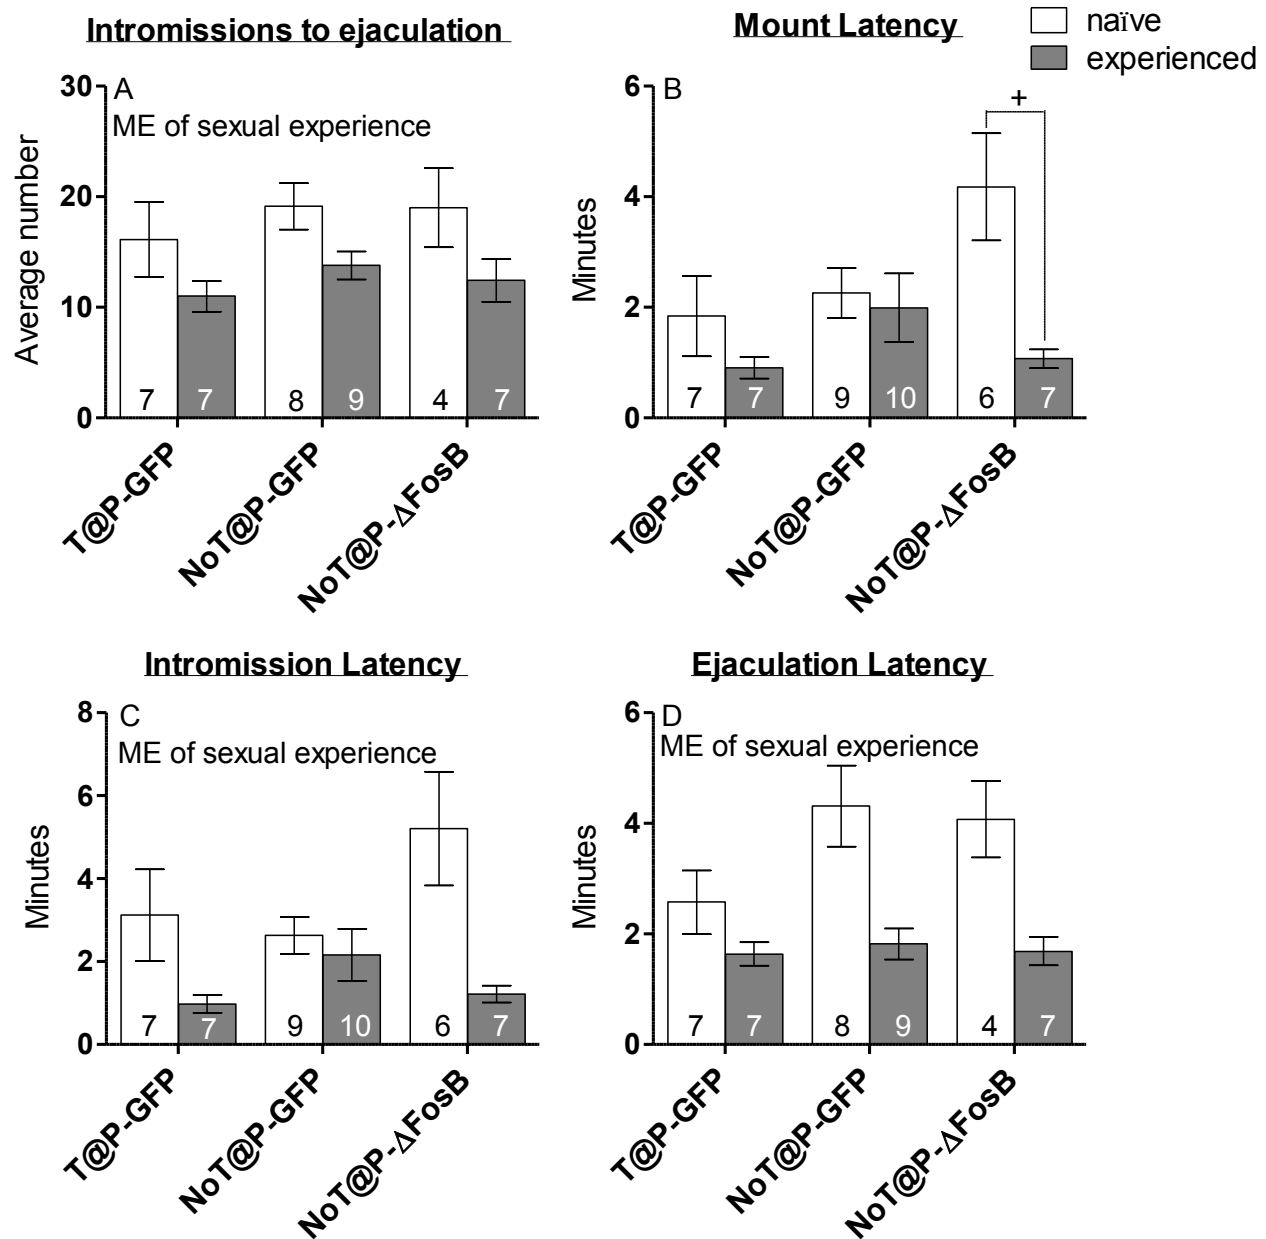 Intromissions to ejaculation
Mount Latency
naïve
experienced
A
ME of sexual experience
Average number
30
20
10
0
7
7
8
9
4
7
T@P-GFP
NoT@P-GFP
NoT@P-ΔFosB
B
+
Minutes
6
4
2
0
7
7
9
10
6
7
T@P-GFP
NoT@P-GFP
NoT@P-ΔFosB
Intromission Latency
C
ME of sexual experience
Minutes
8
6
4
2
0
7
7
9
10
6
7
T@P-GFP
NoT@P-GFP
NoT@P-ΔFosB
Ejaculation Latency
D
ME of sexual experience
Minutes
6
4
2
0
7
7
8
9
4
7
T@P-GFP
NoT@P-GFP
NoT@P-ΔFosB